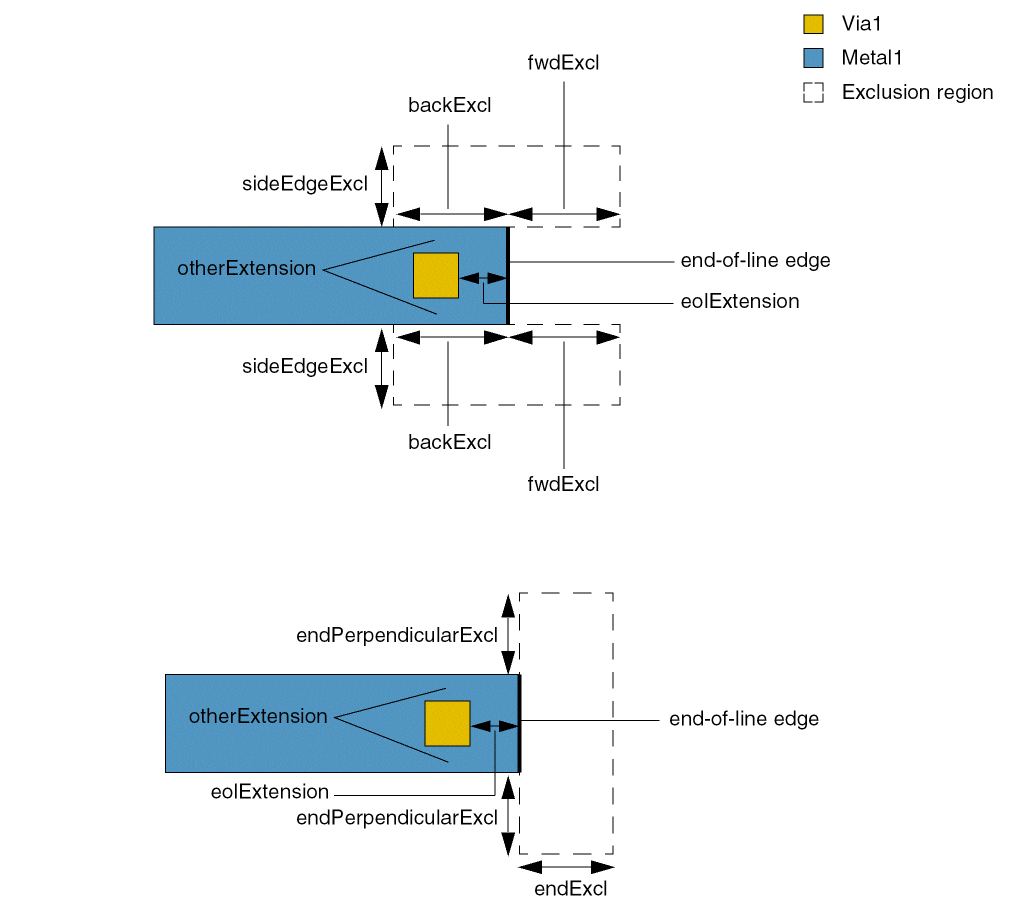 Via1
Metal1
Exclusion region
fwdExcl
backExcl
sideEdgeExcl
otherExtension
end-of-line edge
eolExtension
sideEdgeExcl
backExcl
fwdExcl
endPerpendicularExcl
otherExtension
end-of-line edge
eolExtension
endPerpendicularExcl
endExcl